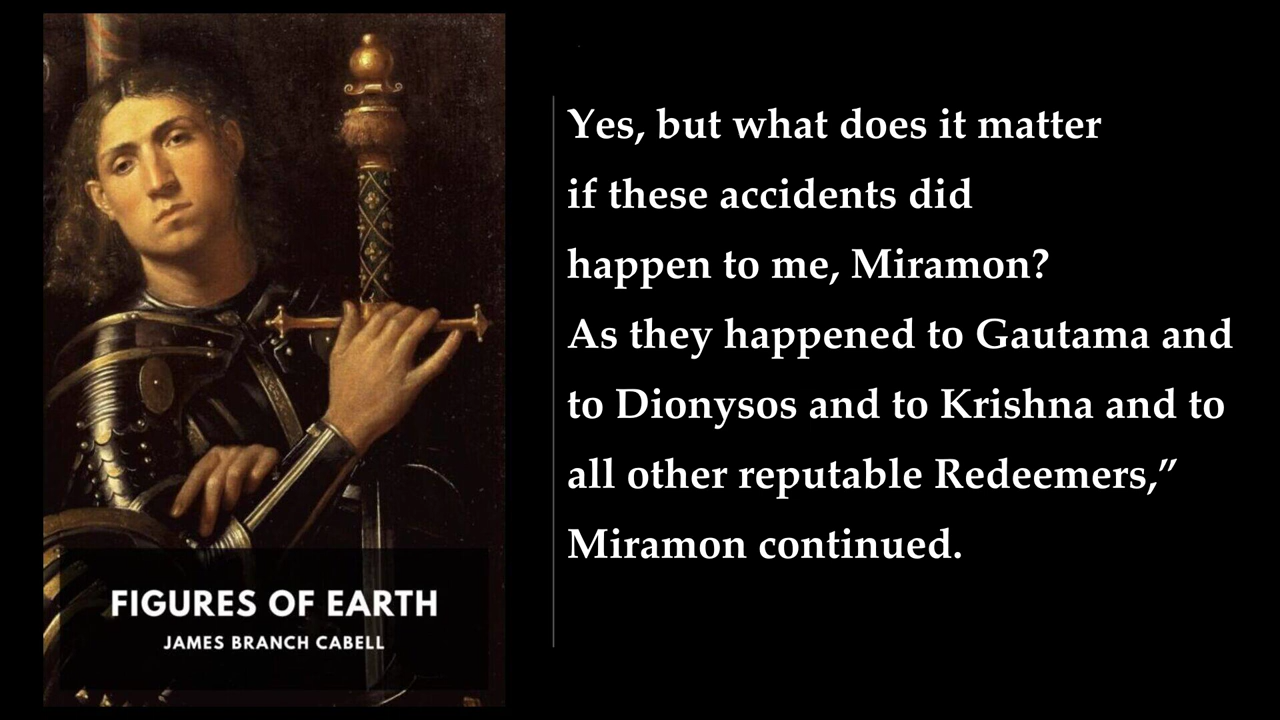 FIGURES OF EARTH
JAMES BRANCH CABELL
Yes, but what does it matter
if these accidents did
happen to me, Miramon?
As they happened to Gautama and
to Dionysos and to Krishna and to
all other reputable Redeemers,”
Miramon continued.